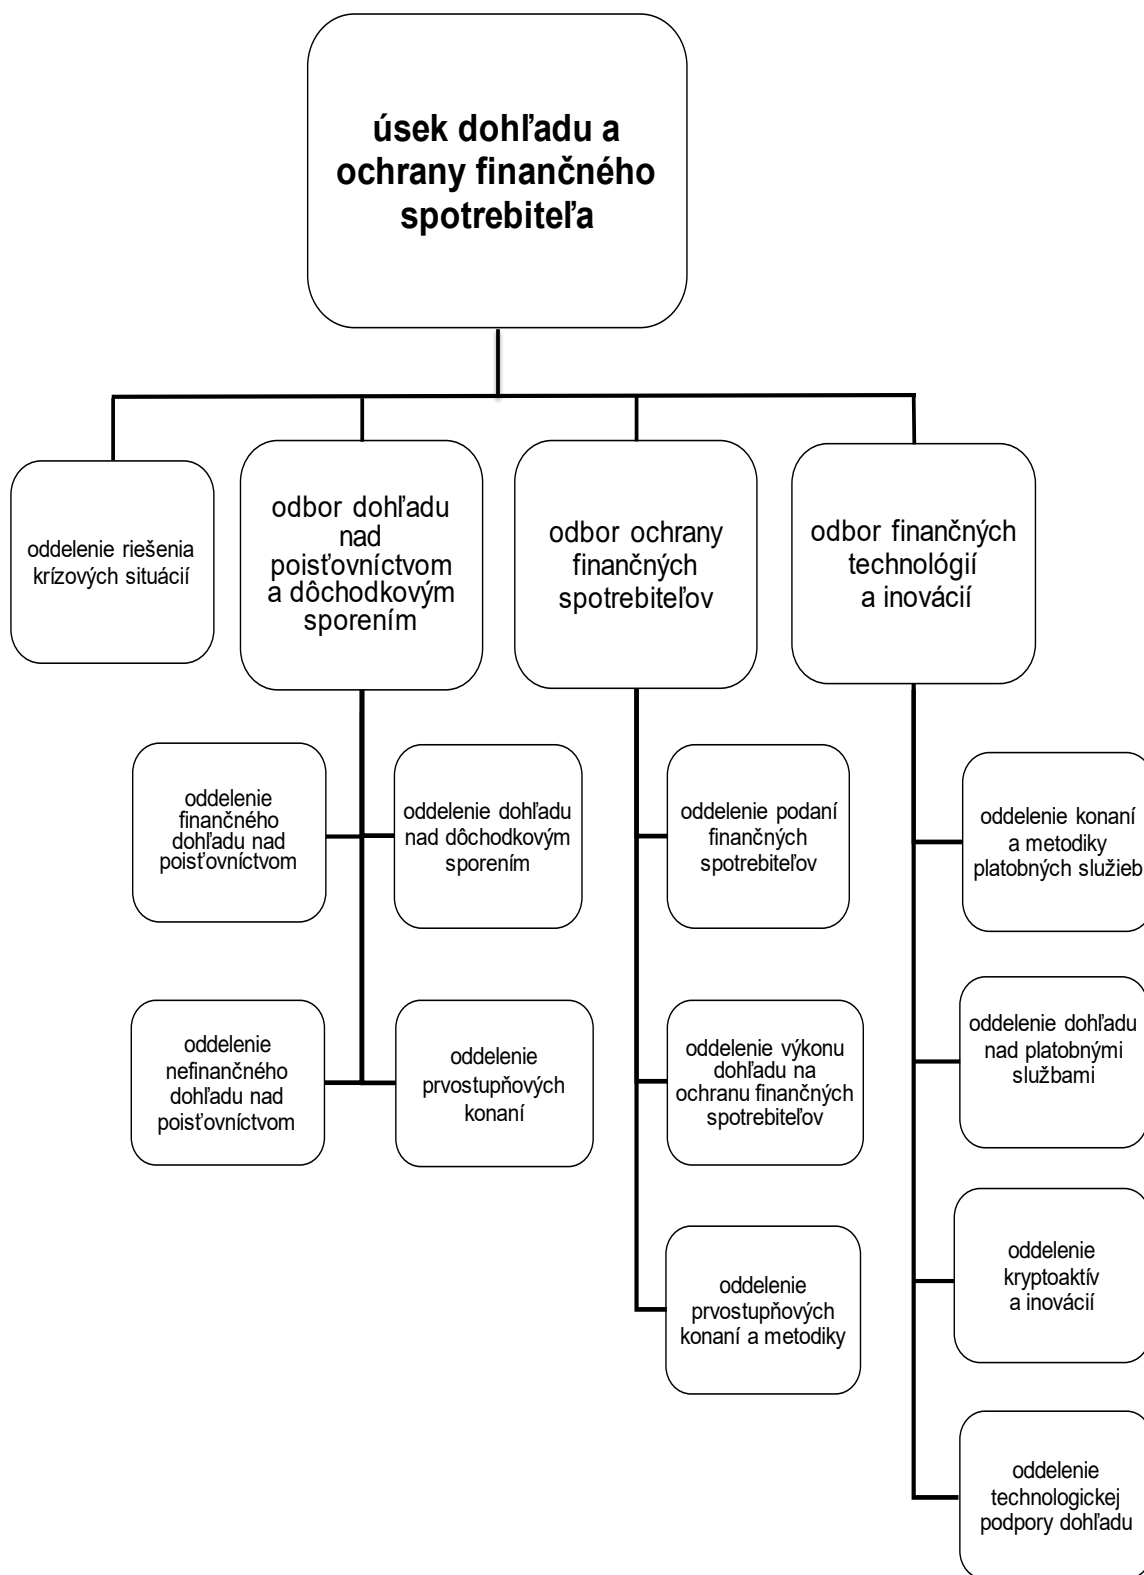 úsek dohľadu a
ochrany finančného
spotrebiteľa
oddelenie riešenia
krízových situácií
odbor dohľadu
nad
poisťovníctvom
a dôchodkovým
sporením
odbor ochrany
finančných
spotrebiteľov
odbor finančných
technológií
a inovácií
oddelenie
finančného
dohľadu nad
poisťovníctvom
oddelenie dohľadu
nad dôchodkovým
sporením
oddelenie podaní
finančných
spotrebiteľov
oddelenie konaní
a metodiky
platobných služieb
oddelenie
nefinančného
dohľadu nad
poisťovníctvom
oddelenie
prvostupňových
konaní
oddelenie výkonu
dohľadu na
ochranu finančných
spotrebiteľov
oddelenie dohľadu
nad platobnými
službami
oddelenie
prvostupňových
konaní a metodiky
oddelenie
kryptoaktív
a inovácií
oddelenie
technologickej
podpory dohľadu